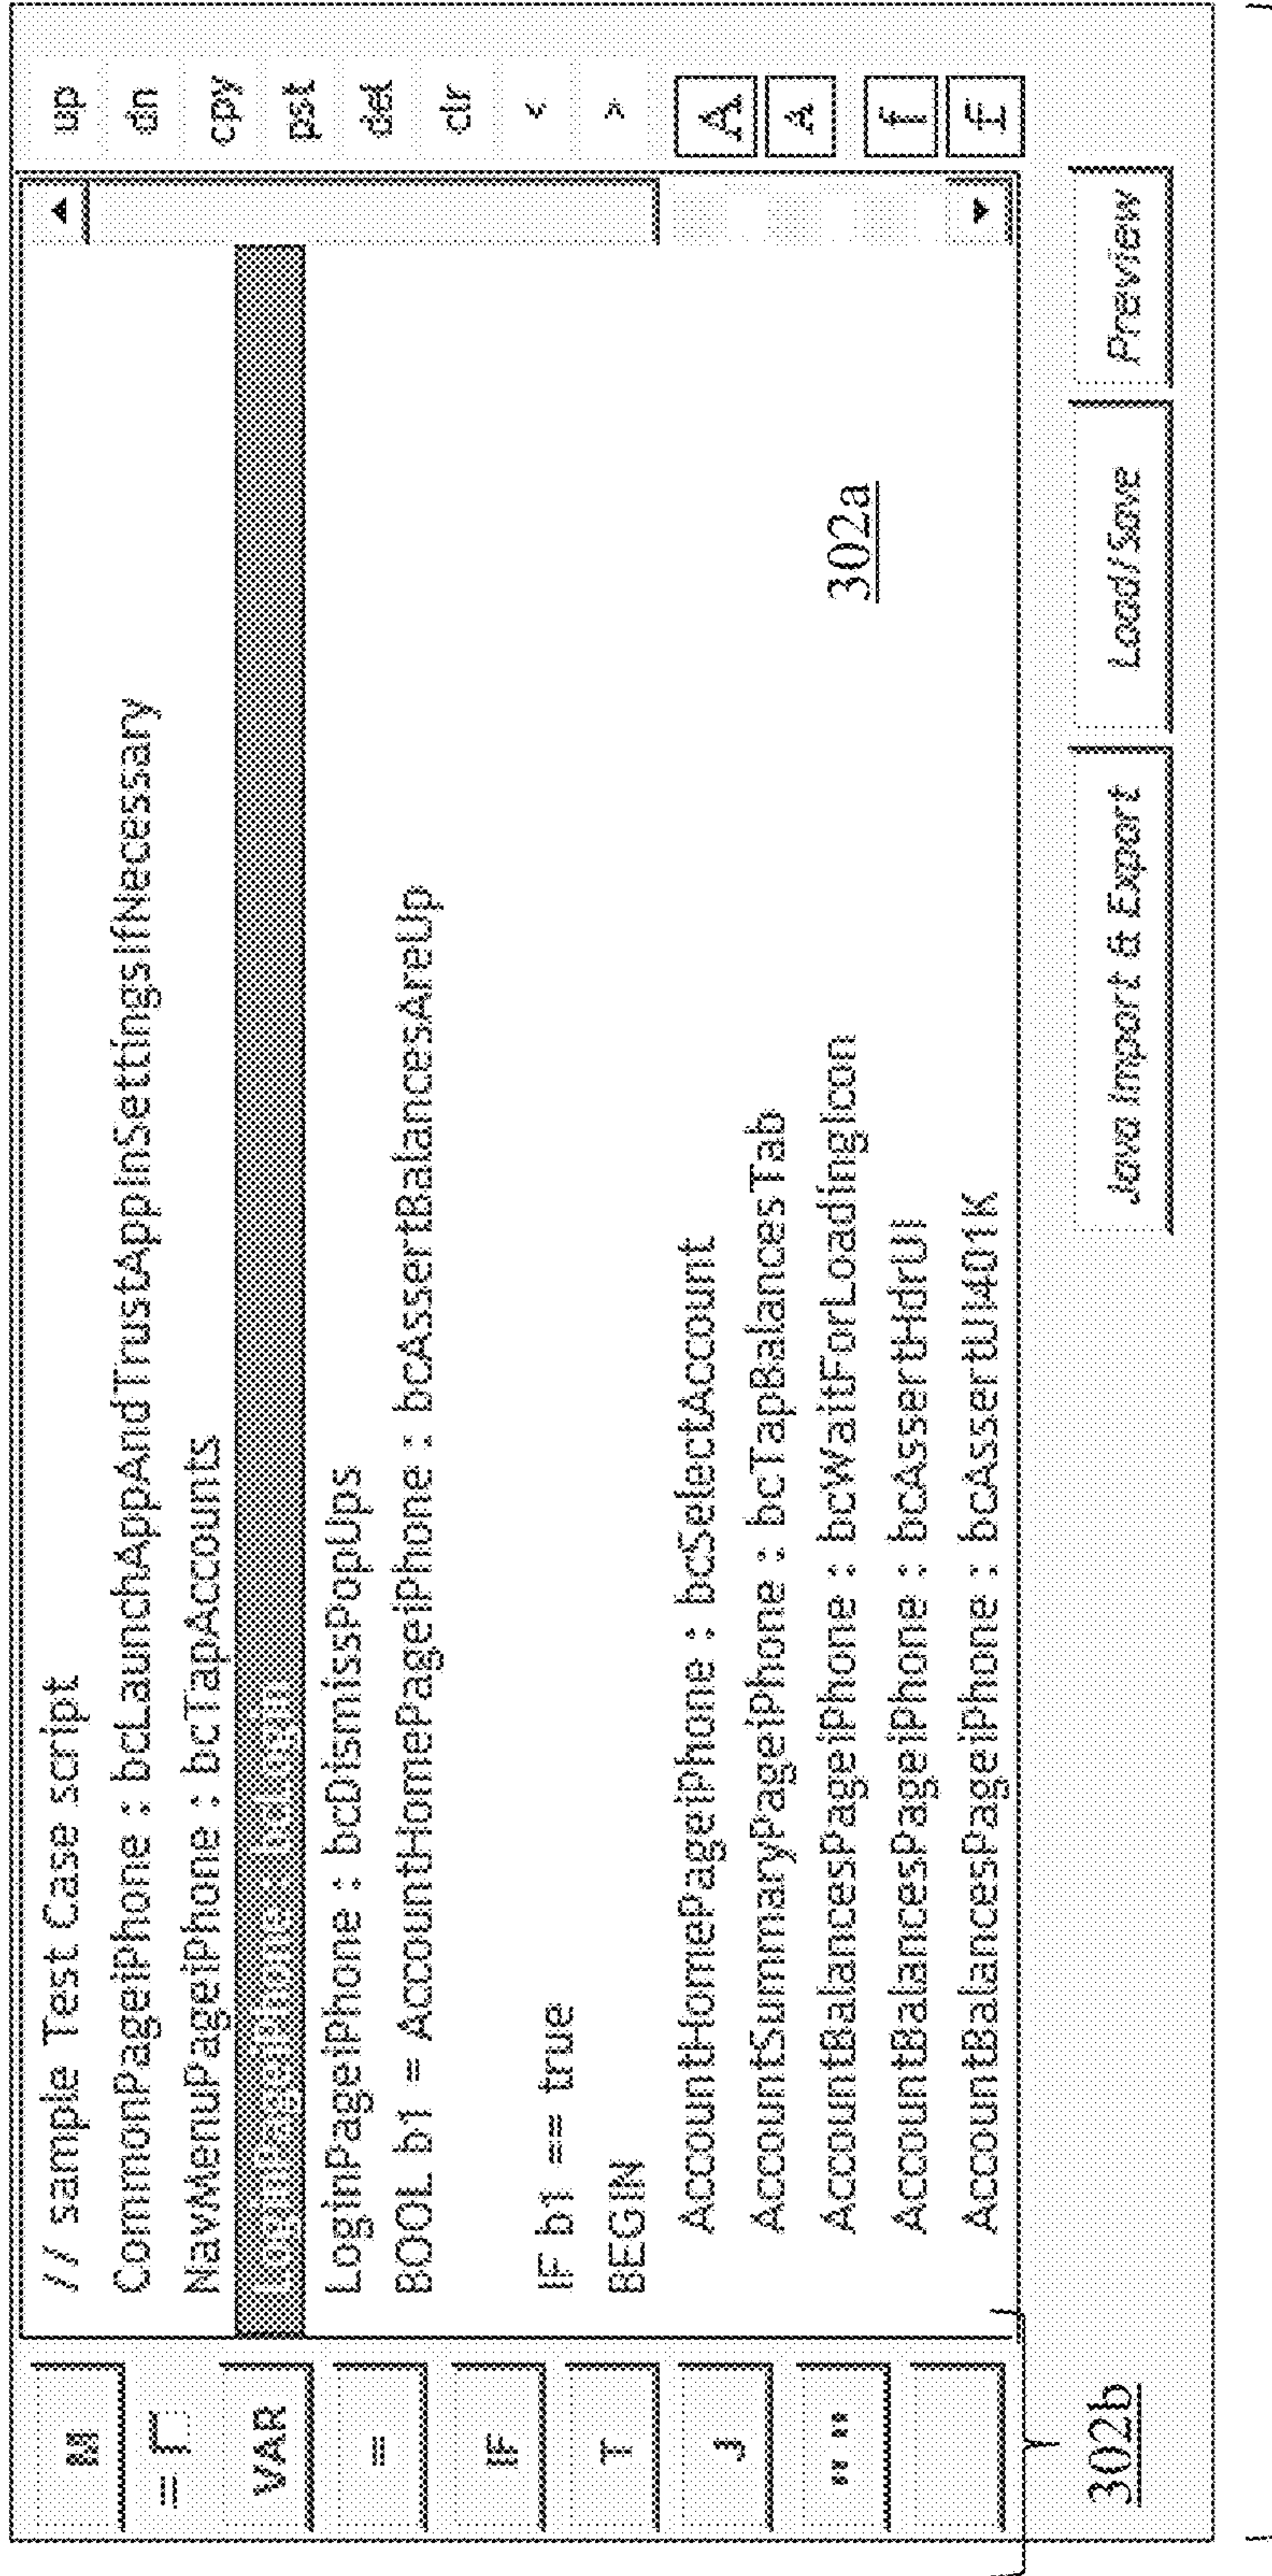 M
=
VAR
=
IF
T
J
" "
// sample Test Case script
CommonPageiPhone : bcLaunchAppAndTrustAppInSettingsIfNecessary
NavMenuPageiPhone : bcTapAccounts
LoginPageiPhone : bcDismissPopUps
BOOL b1 = AccountHomePageiPhone : bcAssertBalancesAreUp
IF b1 == true
BEGIN
AccountHomePageiPhone : bcSelectAccount
AccountSummaryPageiPhone : bcTapBalancesTab
AccountBalancesPageiPhone : bcWaitForLoadingIcon
AccountBalancesPageiPhone : bcAssertHdrUI
AccountBalancesPageiPhone : bcAssertUI401K
302a
up
dn
cpy
pst
del
clr
<
>
A
A
f
f
302b
Java Import & Export
Load/Save
Preview